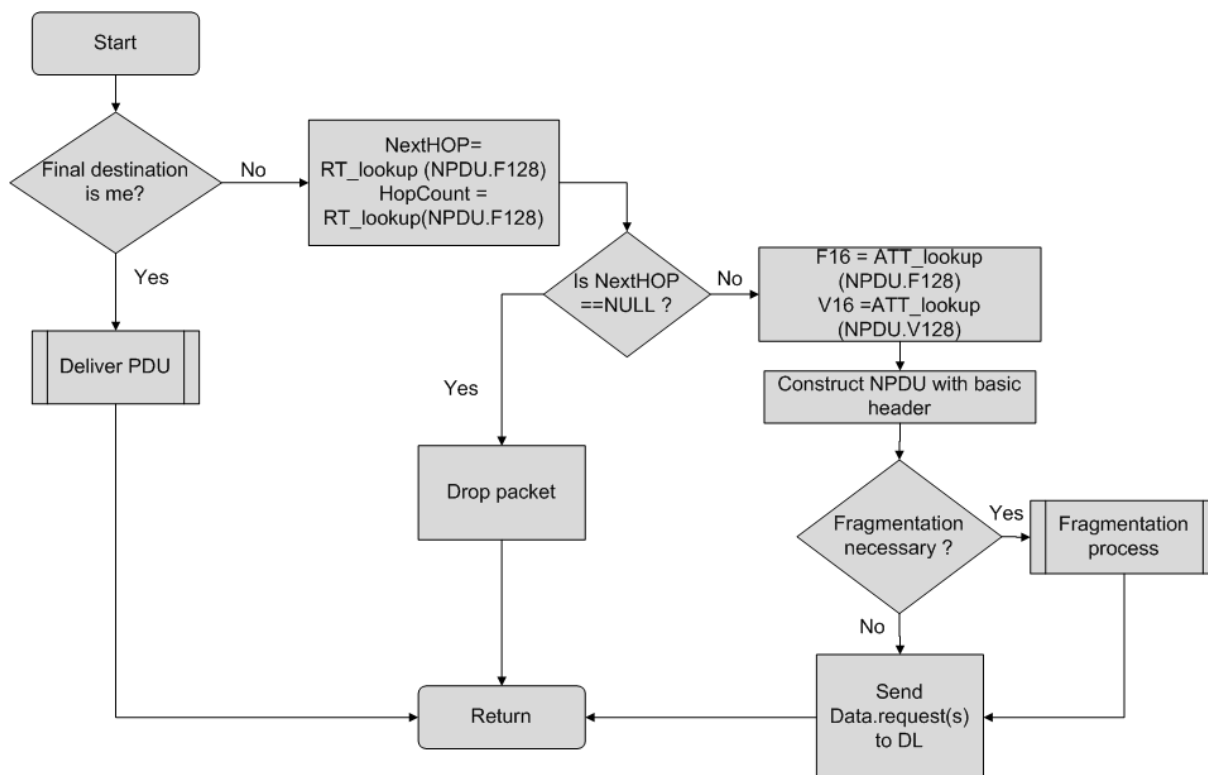 Start
Final destination
is me?
No
Yes
NextHOP=
RT_lookup (NPDU.F128)
HopCount =
RT_lookup(NPDU.F128)
Is NextHOP
==NULL ?
No
Yes
F16 = ATT_lookup
(NPDU.F128)
V16 =ATT_lookup
(NPDU.V128)
Deliver PDU
Construct NPDU with basic
header
Drop packet
Fragmentation
necessary ?
Yes
No
Fragmentation
process
Send
Data.request(s)
to DL
Return